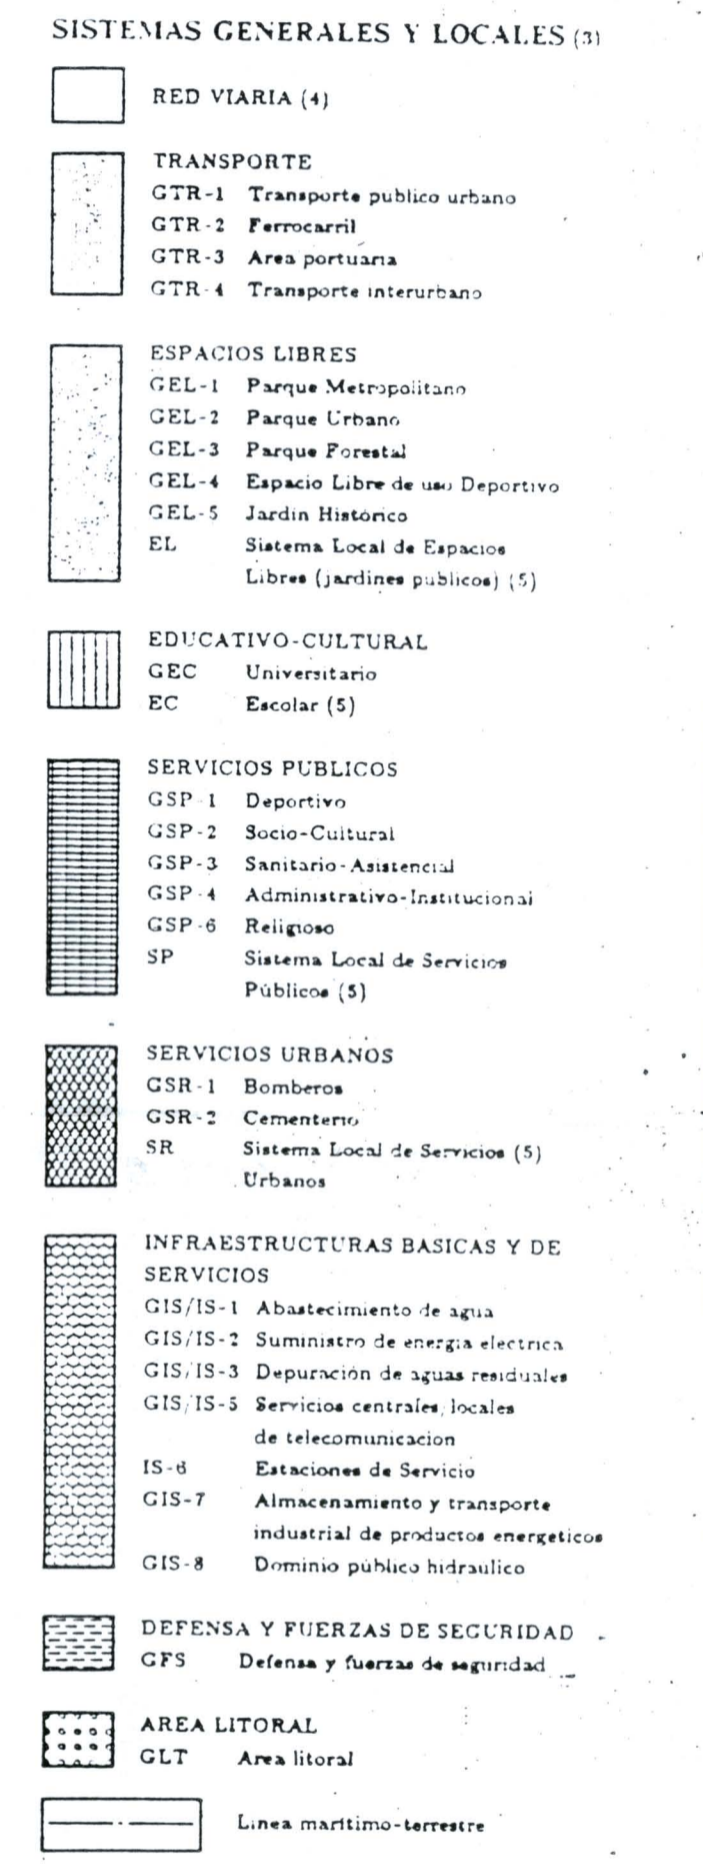 SISTEMAS GENERALES Y LOCALES (3)
RED VIARIA (4)
TRANSPORTE
GTR-1 Transporte publico urbano
GTR-2 Ferrocarril
GTR-3 Area portuaria
GTR-4 Transporte interurbano
ESPACIOS LIBRES
GEL-1 Parque Metropolitano
GEL-2 Parque Urbano
GEL-3 Parque Forestal
GEL-4 Espacio Libre de uso Deportivo
GEL-5 Jardín Histórico
EL Sistema Local de Espacios
Libres (jardines publicos) (5)
EDUCATIVO-CULTURAL
GEC Universitario
EC Escolar (5)
SERVICIOS PUBLICOS
GSP-1 Deportivo
GSP-2 Socio-Cultural
GSP-3 Sanitario-Asistencial
GSP-4 Administrativo-Institucional
GSP-6 Religioso
SP Sistema Local de Servicios
Públicos (5)
SERVICIOS URBANOS
GSR-1 Bomberos
GSR-2 Cementerio
SR Sistema Local de Servicios (5)
Urbanos
INFRAESTRUCTURAS BASICAS Y DE
SERVICIOS
GIS/IS-1 Abastecimiento de agua
GIS/IS-2 Suministro de energia electrica
GIS/IS-3 Depuración de aguas residuales
GIS/IS-5 Servicios centrales/locales
de telecomunicacion
IS-6 Estaciones de Servicio
GIS-7 Almacenamiento y transporte
industrial de productos energeticos
GIS-8 Dominio público hidraulico
DEFENSA Y FUERZAS DE SEGURIDAD
GFS Defensa y fuerzas de seguridad
AREA LITORAL
GLT Area litoral
Linea marítimo-terrestre